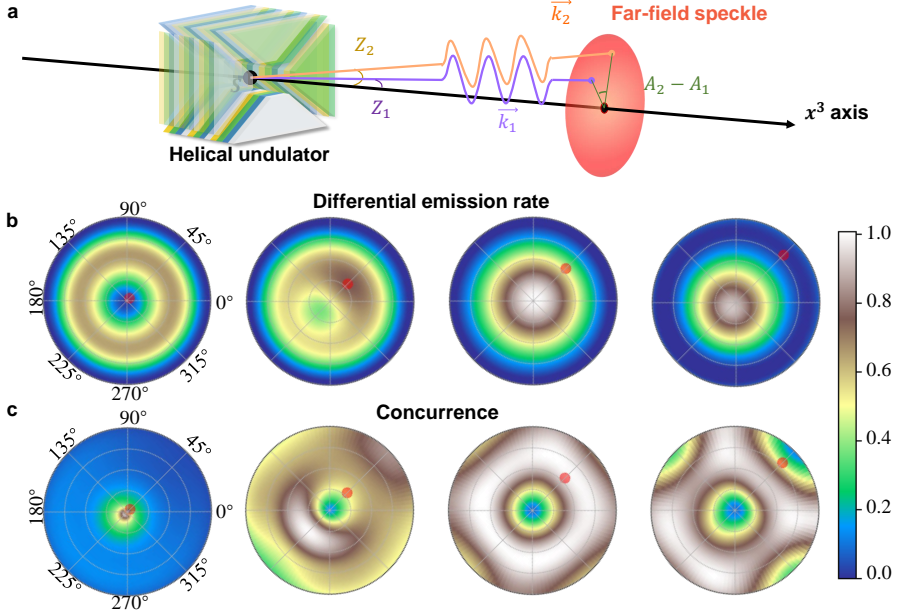 a
Far-field speckle
k₂
Z₂
S
A₂ − A₁
Z₁
k₁
x³ axis
Helical undulator
Differential emission rate
b
90°
135°
45°
180°
0°
225°
315°
270°
1.0
0.8
0.6
0.4
0.2
0.0
c
Concurrence
90°
135°
45°
180°
0°
225°
315°
270°